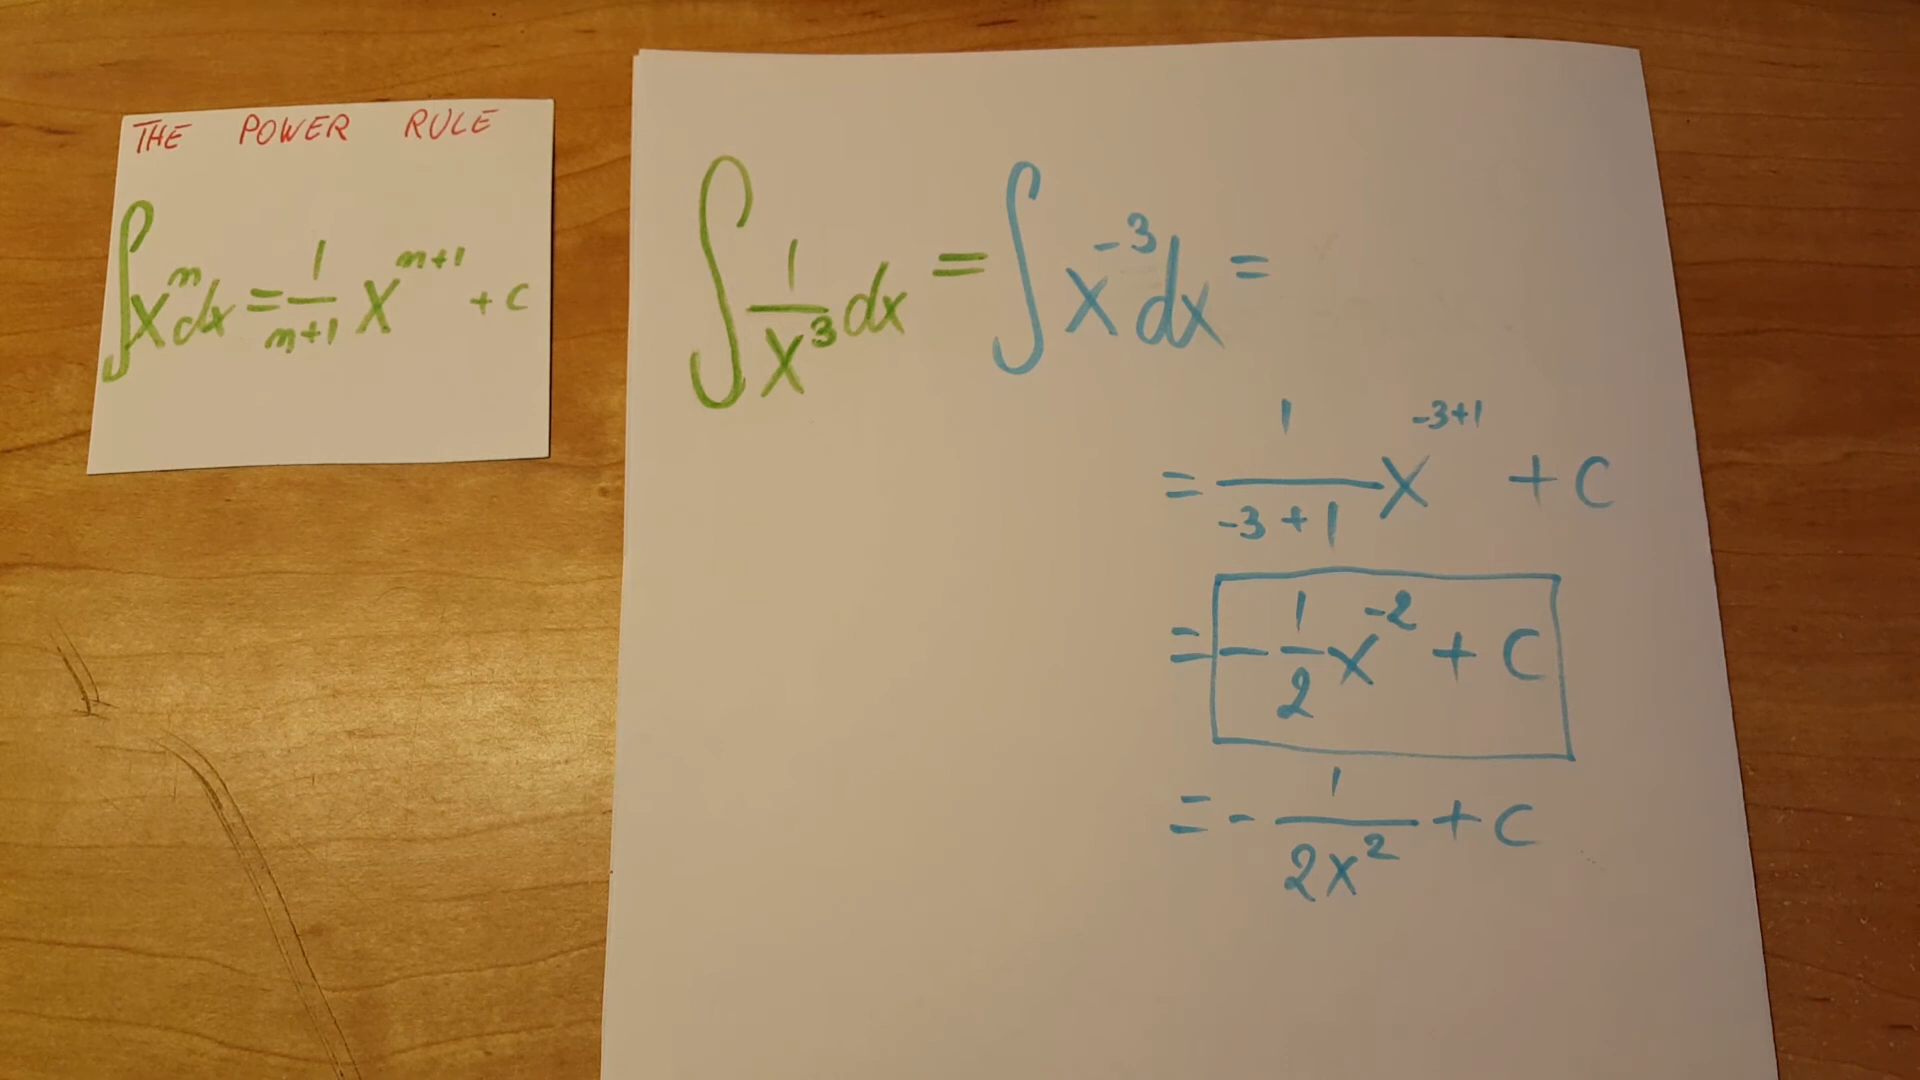 THE POWER RULE
∫xⁿdx = 1/(n+1) x^(n+1) + c
∫ 1/x³ dx = ∫ x⁻³ dx =
= 1/(-3+1) x^(-3+1) + C
= - 1/2 x⁻² + C
= - 1/(2x²) + C